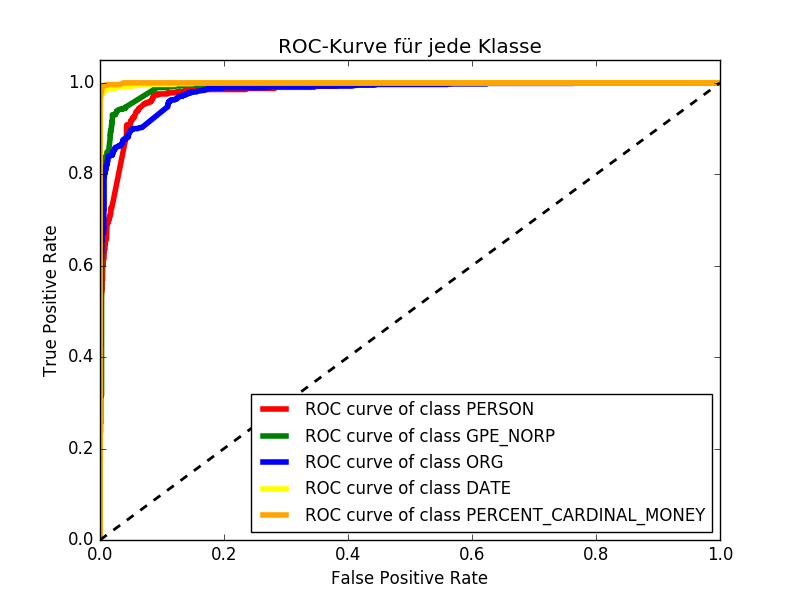 ROC-Kurve für jede Klasse
1.0
0.8
0.6
0.4
0.2
0.0
True Positive Rate
ROC curve of class PERSON
ROC curve of class GPE_NORP
ROC curve of class ORG
ROC curve of class DATE
ROC curve of class PERCENT_CARDINAL_MONEY
0.0 0.2 0.4 0.6 0.8 1.0
False Positive Rate